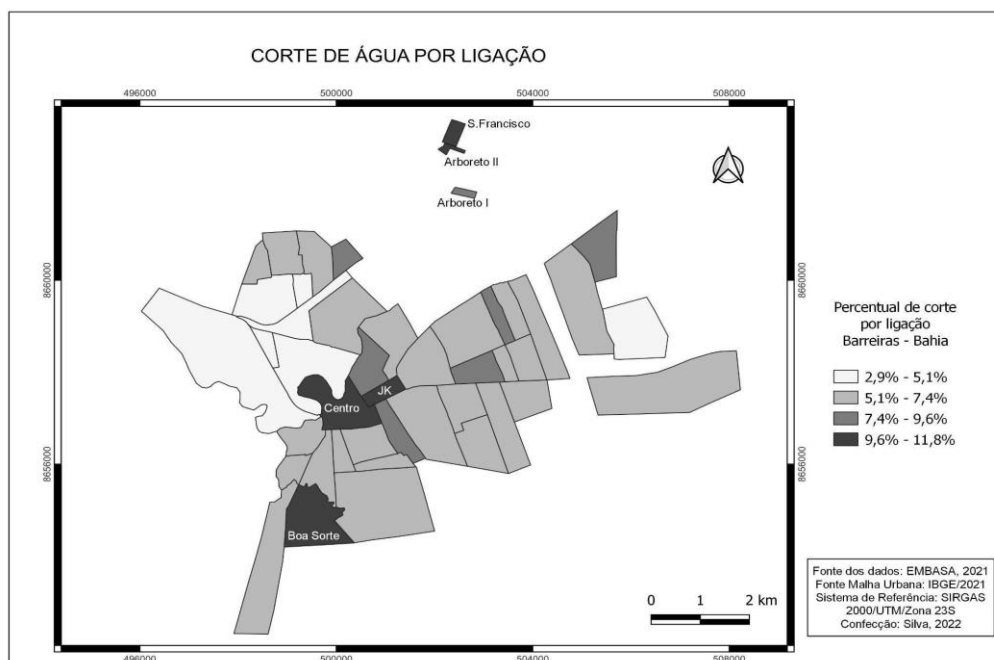 CORTE DE ÁGUA POR LIGAÇÃO
496000
500000
504000
508000
S.Francisco
Arboreto II
Arboreto I
8660000
8660000
Percentual de corte
por ligação
Barreiras - Bahia
2,9% - 5,1%
5,1% - 7,4%
7,4% - 9,6%
9,6% - 11,8%
JK
Centro
8656000
8656000
Boa Sorte
0 1 2 km
Fonte dos dados: EMBASA, 2021
Fonte Malha Urbana: IBGE/2021
Sistema de Referência: SIRGAS
2000/UTM/Zona 23S
Confecção: Silva, 2022
496000
500000
504000
508000